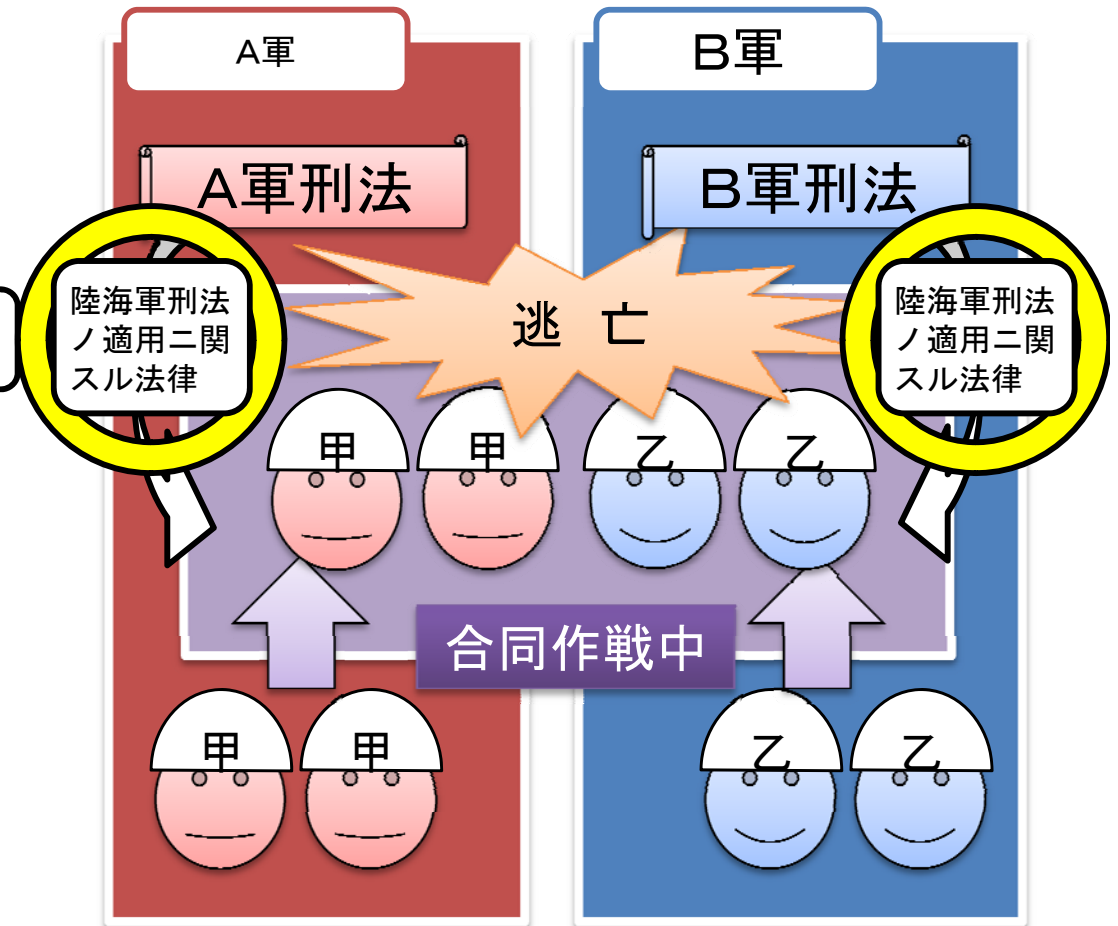 A軍
B軍
A軍刑法
B軍刑法
陸海軍刑法
ノ適用ニ関
スル法律
逃 亡
陸海軍刑法
ノ適用ニ関
スル法律
甲
甲
乙
乙
合同作戦中
甲
甲
乙
乙